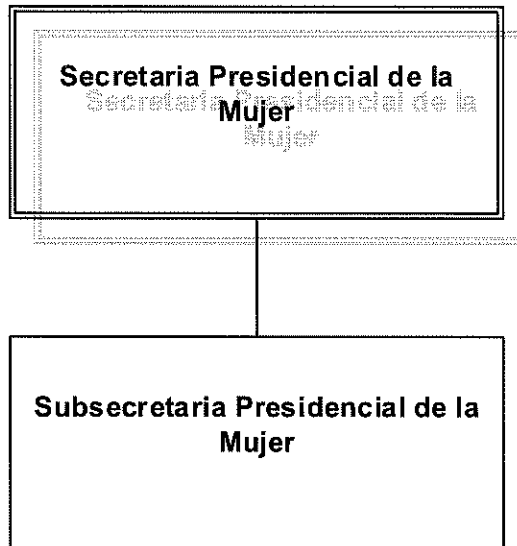 Secretaria Presidencial de la
Mujer
Subsecretaria Presidencial de la
Mujer